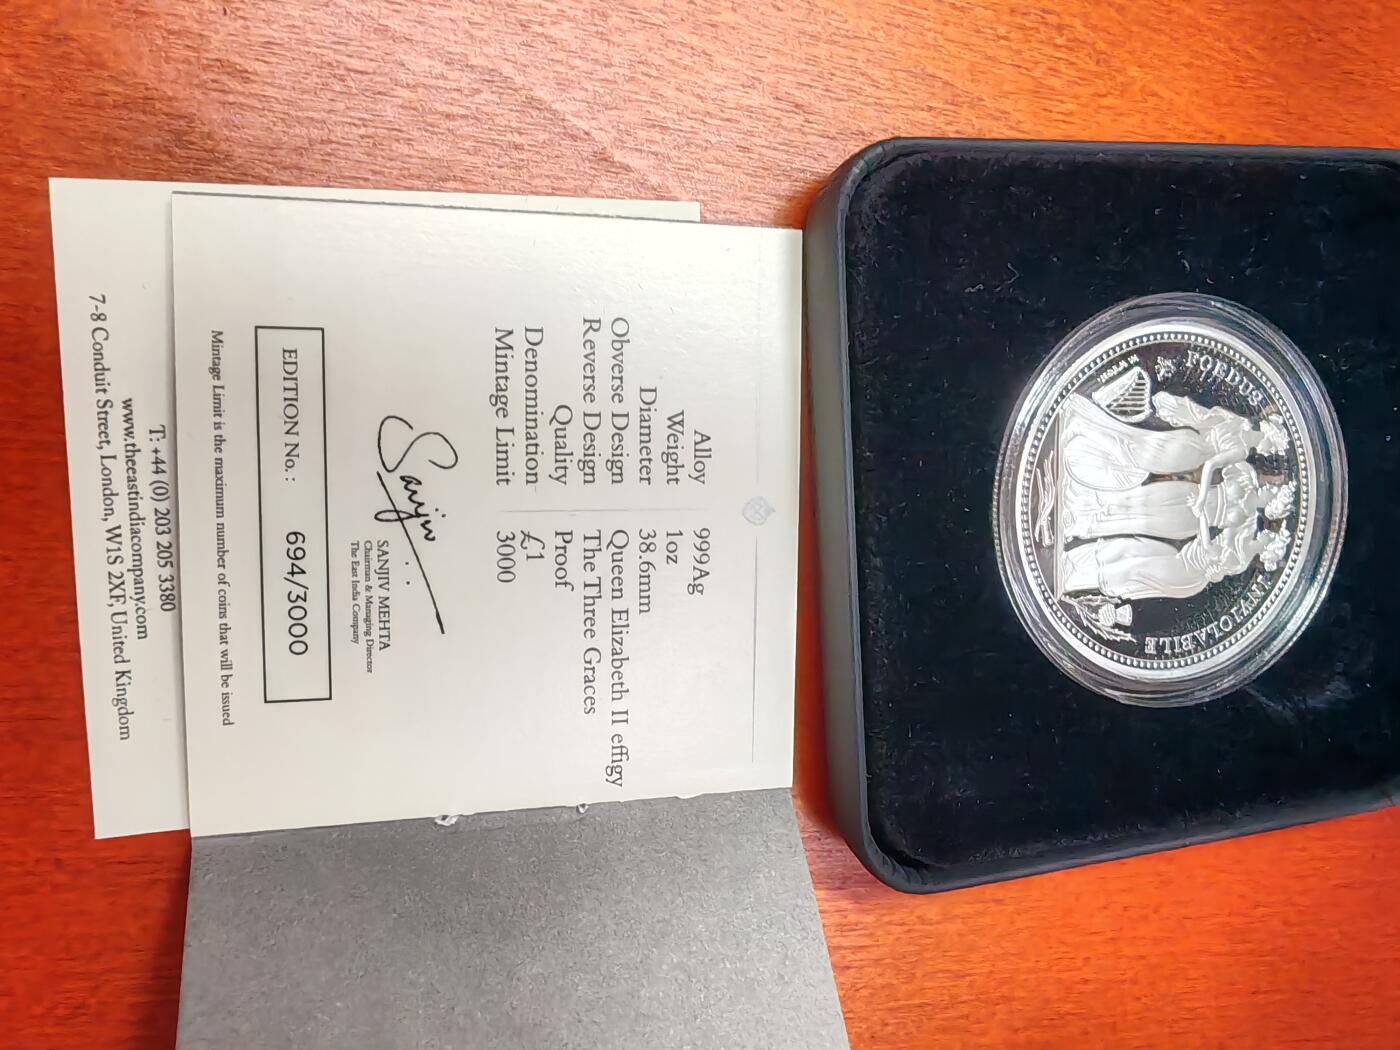 Alloy 999Ag
Weight 1oz
Diameter 38.6mm
Obverse Design Queen Elizabeth II effigy
Reverse Design The Three Graces
Quality Proof
Denomination £1
Mintage Limit 3000
Sanjiv
SANJIV MEHTA
Chairman & Managing Director
The East India Company
EDITION No.: 694/3000
Mintage Limit is the maximum number of coins that will be issued
T: +44 (0) 203 205 3380
www.theeastindiacompany.com
7-8 Conduit Street, London, W1S 2XF, United Kingdom
FOEDUS INVIOLABILE